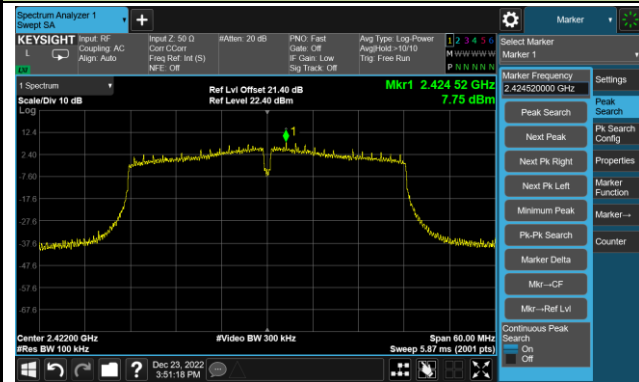 Spectrum Analyzer 1
Swept SA
+
Marker
KEYSIGHT
L
Input: RF
Coupling: AC
Align: Auto
Input Z: 50 Ω
Corr CCorr
Freq Ref: Int (S)
NFE: Off
#Atten: 20 dB
PNO: Fast
Gate: Off
IF Gain: Low
Sig Track: Off
Avg Type: Log-Power
Avg|Hold:>10/10
Trig: Free Run
1 2 3 4 5 6
M W W W W W
P N N N N N
Select Marker
Marker 1
1 Spectrum
Scale/Div 10 dB
Log
Ref Lvl Offset 21.40 dB
Ref Level 22.40 dBm
Mkr1 2.424 52 GHz
7.75 dBm
1
12.4
2.40
-7.60
-17.6
-27.6
-37.6
-47.6
-57.6
-67.6
Center 2.42200 GHz
#Res BW 100 kHz
#Video BW 300 kHz
Span 60.00 MHz
Sweep 5.87 ms (2001 pts)
Marker Frequency
2.424520000 GHz
Peak Search
Next Peak
Next Pk Right
Next Pk Left
Minimum Peak
Pk-Pk Search
Marker Delta
Mkr→CF
Mkr→Ref Lvl
Continuous Peak
Search
On
Off
Settings
Peak
Search
Pk Search
Config
Properties
Marker
Function
Marker→
Counter
?
Dec 23, 2022
3:51:18 PM